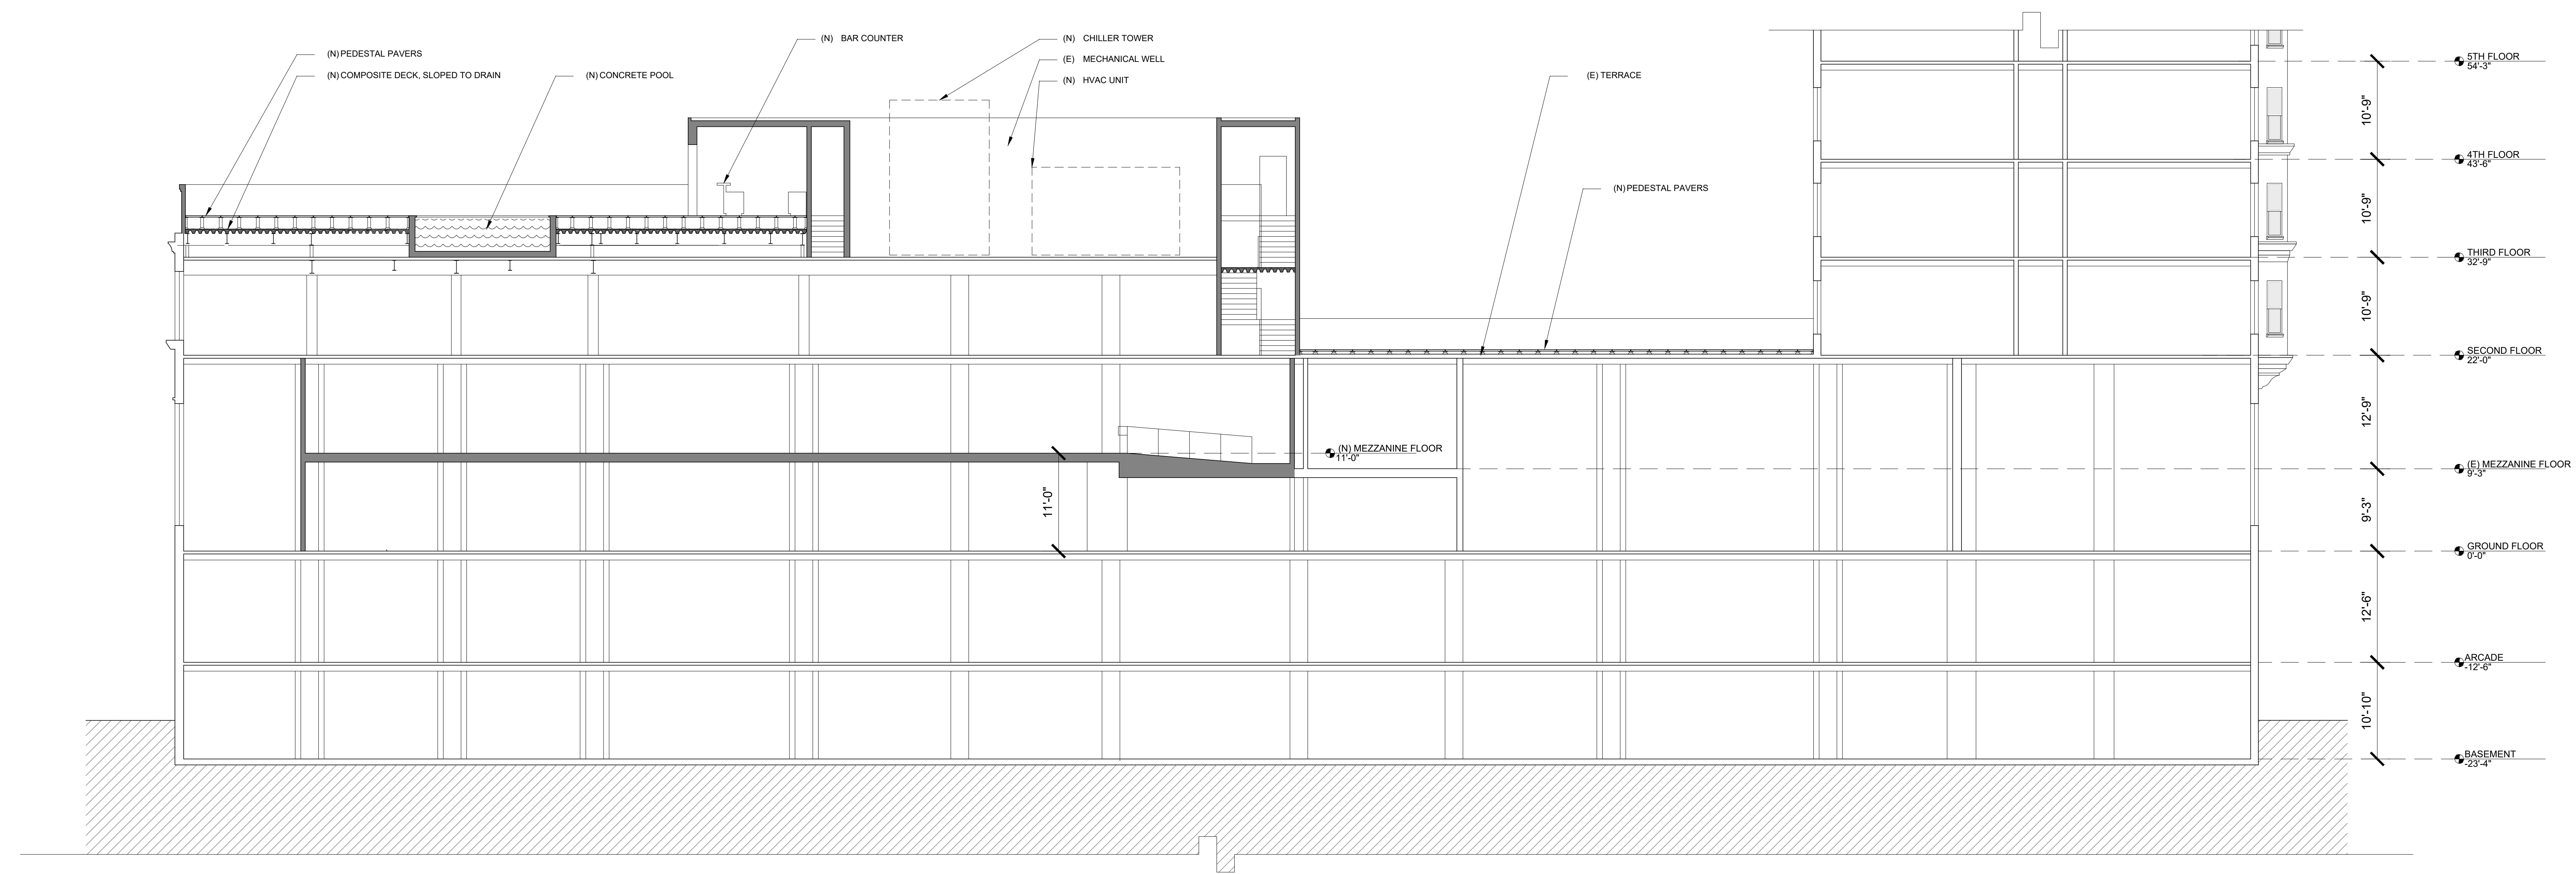 (N) PEDESTAL PAVERS
(N) COMPOSITE DECK, SLOPED TO DRAIN
(N) CONCRETE POOL
(N) BAR COUNTER
(N) CHILLER TOWER
(E) MECHANICAL WELL
(N) HVAC UNIT
(E) TERRACE
(N) PEDESTAL PAVERS
5TH FLOOR
54'-3"
10'-9"
4TH FLOOR
43'-6"
10'-9"
THIRD FLOOR
32'-9"
10'-9"
SECOND FLOOR
22'-0"
12'-9"
(N) MEZZANINE FLOOR
11'-0"
(E) MEZZANINE FLOOR
9'-3"
11'-0"
9'-3"
GROUND FLOOR
0'-0"
12'-6"
ARCADE
-12'-6"
10'-10"
BASEMENT
-23'-4"